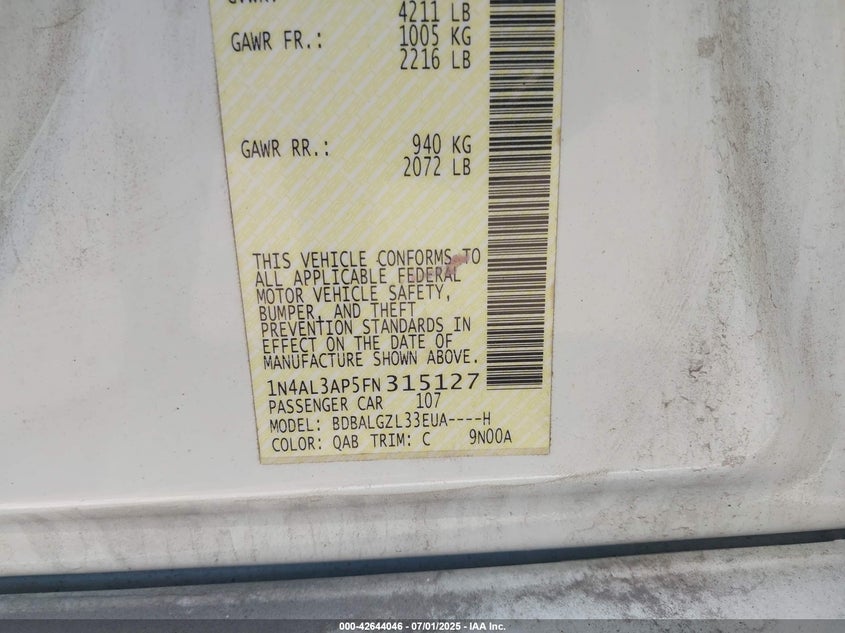 4211 LB
GAWR FR.: 1005 KG
2216 LB
GAWR RR.: 940 KG
2072 LB
THIS VEHICLE CONFORMS TO
ALL APPLICABLE FEDERAL
MOTOR VEHICLE SAFETY,
BUMPER, AND THEFT
PREVENTION STANDARDS IN
EFFECT ON THE DATE OF
MANUFACTURE SHOWN ABOVE.
1N4AL3AP5FN315127
PASSENGER CAR 107
MODEL: BDBALGZL33EUA----H
COLOR: QAB TRIM: C 9N00A
000-42644046 - 07/01/2025 - IAA Inc.